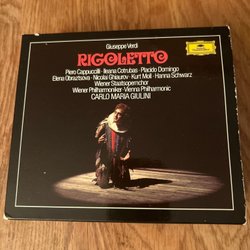 Giuseppe Verdi
RIGOLETTO
Piero Cappuccilli · Ileana Cotrubas · Placido Domingo
Elena Obraztsova · Nicolai Ghiaurov · Kurt Moll · Hanna Schwarz
Wiener Staatsopernchor
Wiener Philharmoniker · Vienna Philharmonic
CARLO MARIA GIULINI